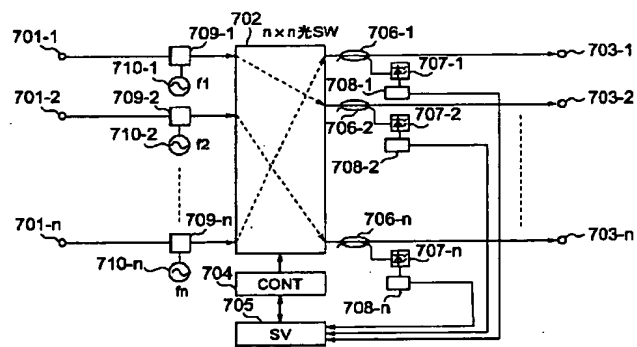 702 n×n光SW
701-1 709-1 706-1 703-1
710-1 f1 707-1
708-1
701-2 709-2 703-2
706-2 707-2
710-2 f2
708-2
701-n 709-n 706-n 703-n
710-n fn 707-n
704 CONT 708-n
705 SV